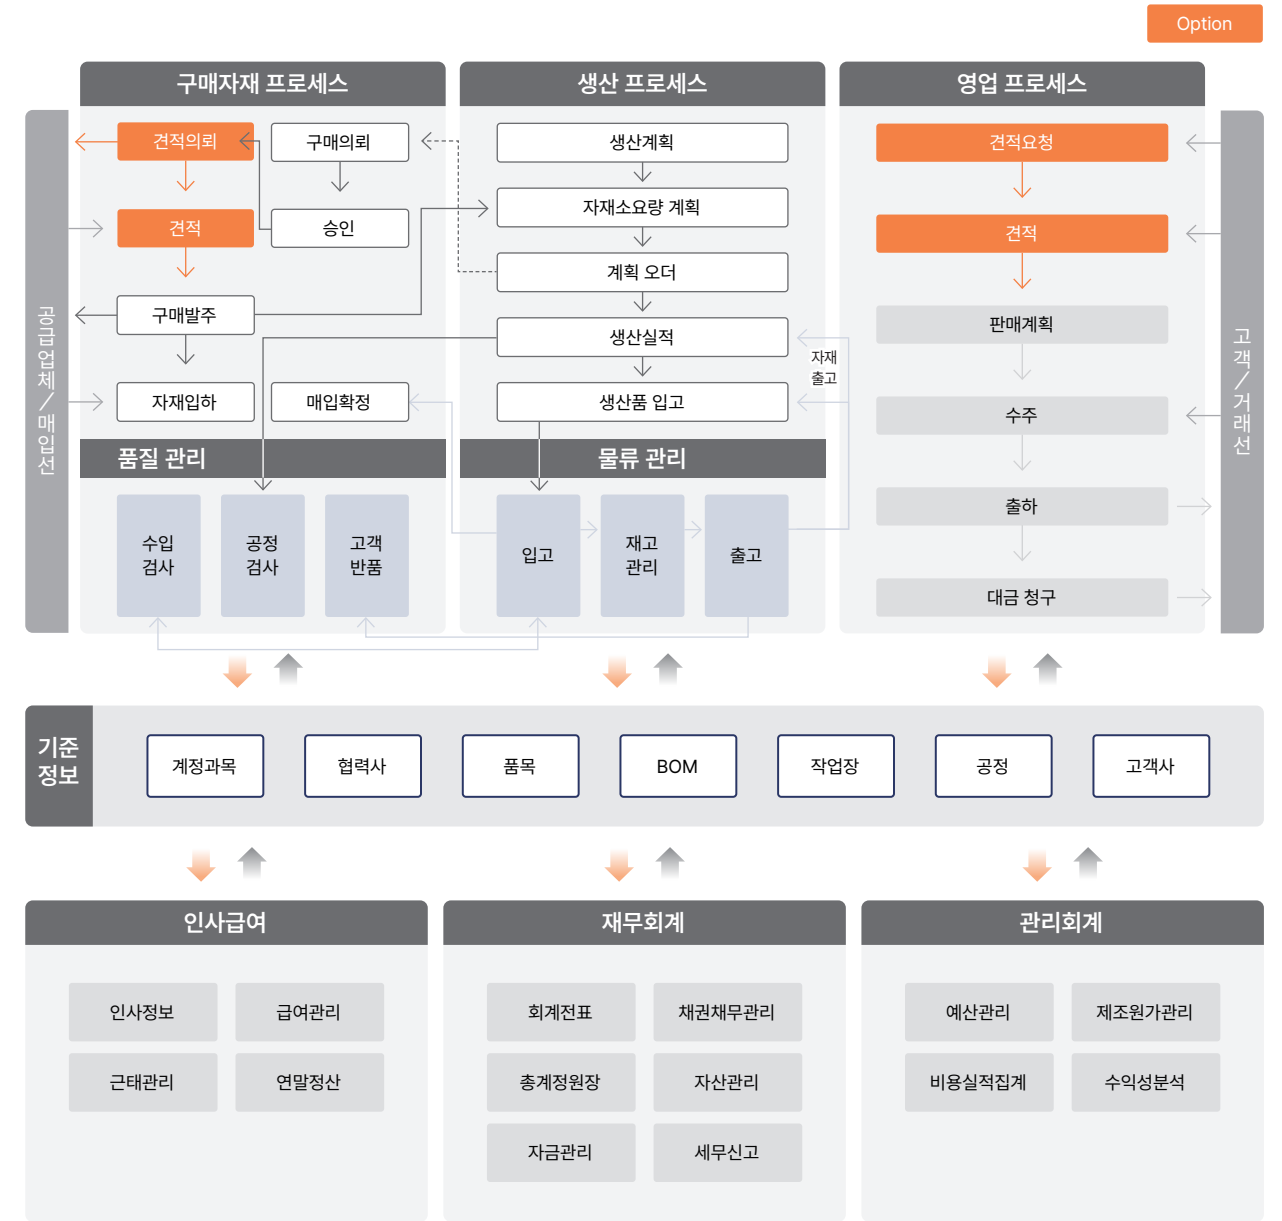 Option
구매자재 프로세스
생산 프로세스
영업 프로세스
공급업체/매입선
견적의뢰
구매의뢰
견적
승인
구매발주
자재입하
매입확정
생산계획
자재소요량 계획
계획 오더
생산실적
생산품 입고
자재
출고
견적요청
견적
판매계획
수주
출하
대금 청구
고객/거래선
품질 관리
수입
검사
공정
검사
고객
반품
물류 관리
입고
재고
관리
출고
기준
정보
계정과목
협력사
품목
BOM
작업장
공정
고객사
인사급여
인사정보
급여관리
근태관리
연말정산
재무회계
회계전표
채권채무관리
총계정원장
자산관리
자금관리
세무신고
관리회계
예산관리
제조원가관리
비용실적집계
수익성분석